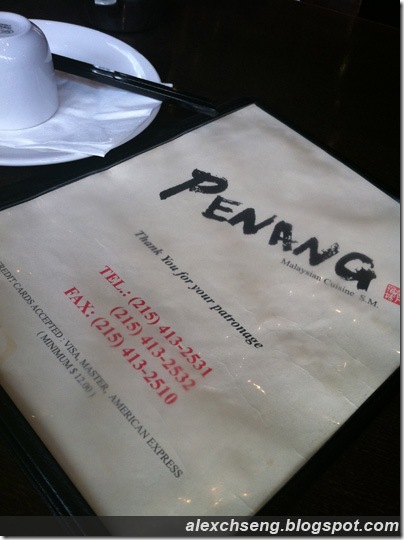 PENANG
Malaysian Cuisine S.M.
Thank You for your patronage
TEL.: (215) 413-2531
(215) 413-2532
FAX: (215) 413-2510
CREDIT CARDS ACCEPTED : VISA, MASTER, AMERICAN EXPRESS
( MINIMUM $ 12.00 )
alexchseng.blogspot.com